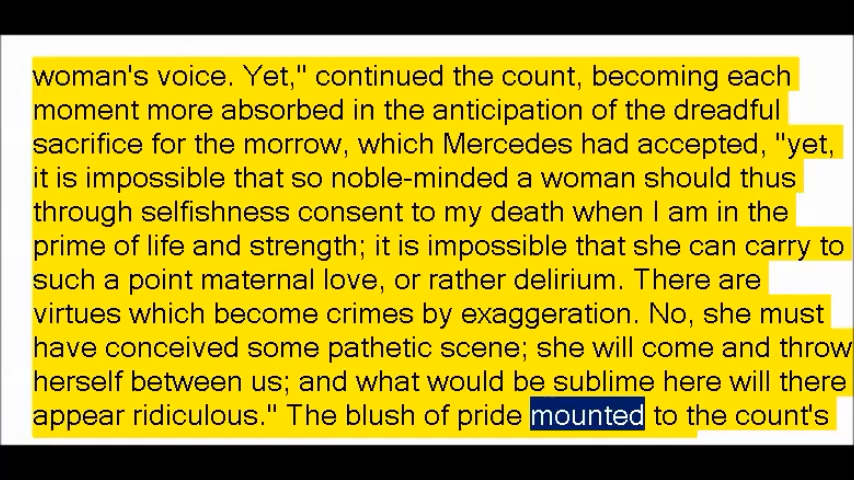 woman's voice. Yet," continued the count, becoming each
moment more absorbed in the anticipation of the dreadful
sacrifice for the morrow, which Mercedes had accepted, "yet,
it is impossible that so noble-minded a woman should thus
through selfishness consent to my death when I am in the
prime of life and strength; it is impossible that she can carry to
such a point maternal love, or rather delirium. There are
virtues which become crimes by exaggeration. No, she must
have conceived some pathetic scene; she will come and throw
herself between us; and what would be sublime here will there
appear ridiculous." The blush of pride mounted to the count's